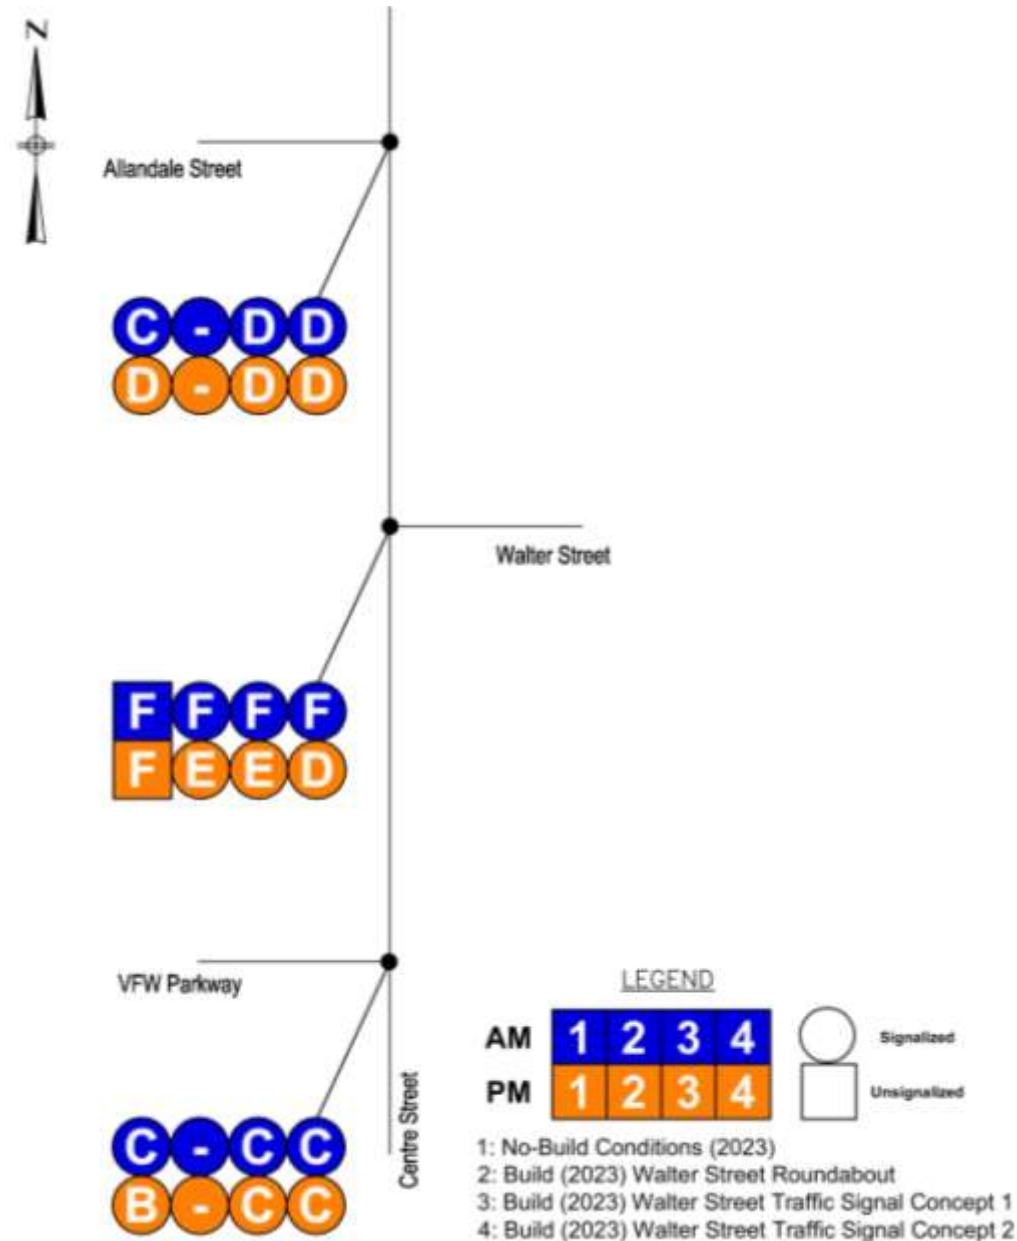 N
Allandale Street
C - D D
D - D D
Walter Street
F F F F
F E E D
VFW Parkway
Centre Street
C - C C
B - C C
LEGEND
AM 1 2 3 4 Signalized
PM 1 2 3 4 Unsignalized
1: No-Build Conditions (2023)
2: Build (2023) Walter Street Roundabout
3: Build (2023) Walter Street Traffic Signal Concept 1
4: Build (2023) Walter Street Traffic Signal Concept 2